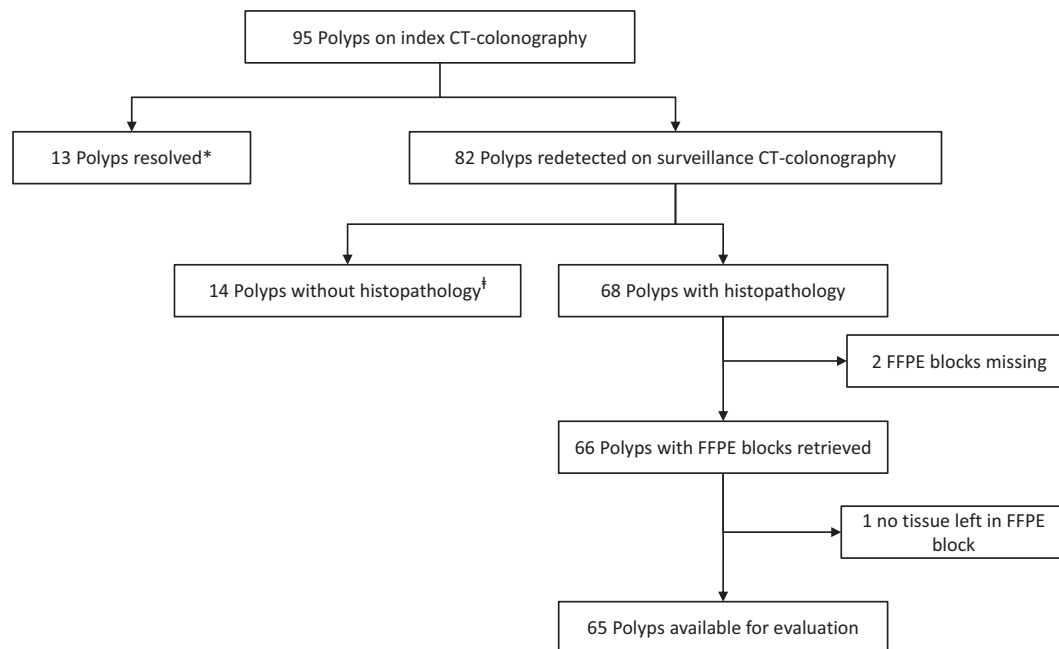 95 Polyps on index CT-colonography
13 Polyps resolved*
82 Polyps redetected on surveillance CT-colonography
14 Polyps without histopathology‡
68 Polyps with histopathology
2 FFPE blocks missing
66 Polyps with FFPE blocks retrieved
1 no tissue left in FFPE
block
65 Polyps available for evaluation